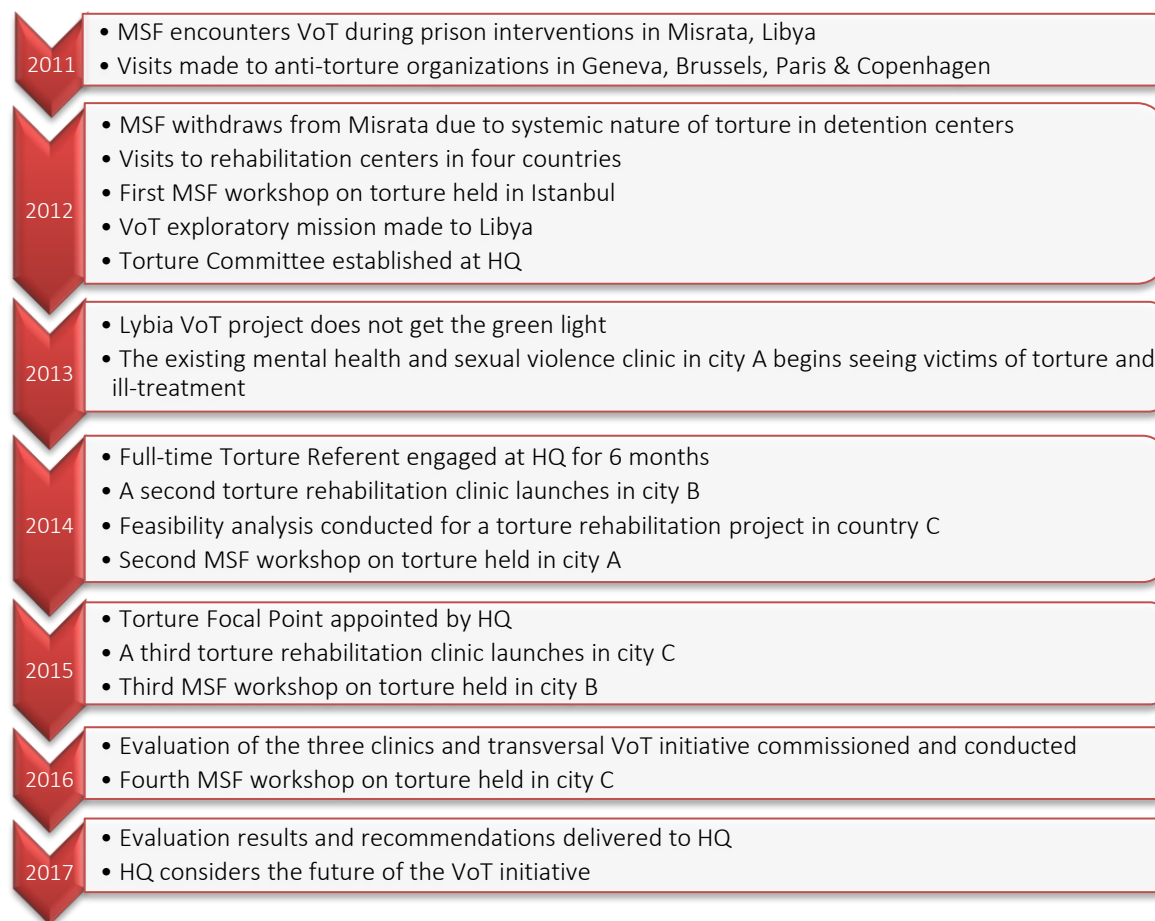 2011
• MSF encounters VoT during prison interventions in Misrata, Libya
• Visits made to anti-torture organizations in Geneva, Brussels, Paris & Copenhagen
2012
• MSF withdraws from Misrata due to systemic nature of torture in detention centers
• Visits to rehabilitation centers in four countries
• First MSF workshop on torture held in Istanbul
• VoT exploratory mission made to Libya
• Torture Committee established at HQ
2013
• Lybia VoT project does not get the green light
• The existing mental health and sexual violence clinic in city A begins seeing victims of torture and
ill-treatment
2014
• Full-time Torture Referent engaged at HQ for 6 months
• A second torture rehabilitation clinic launches in city B
• Feasibility analysis conducted for a torture rehabilitation project in country C
• Second MSF workshop on torture held in city A
2015
• Torture Focal Point appointed by HQ
• A third torture rehabilitation clinic launches in city C
• Third MSF workshop on torture held in city B
2016
• Evaluation of the three clinics and transversal VoT initiative commissioned and conducted
• Fourth MSF workshop on torture held in city C
2017
• Evaluation results and recommendations delivered to HQ
• HQ considers the future of the VoT initiative